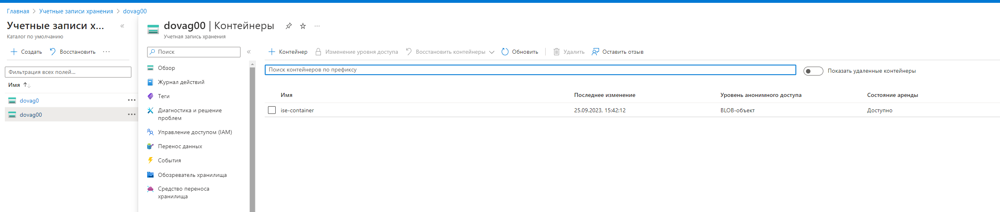 Главная > Учетные записи хранения > dovag00
Учетные записи х... «
Каталог по умолчанию
+ Создать Восстановить ···
Фильтрация всех полей...
Имя ↑↓
dovag0 ···
dovag00 ···
dovag00 | Контейнеры ···
Учетная запись хранения
Поиск «
Обзор
Журнал действий
Теги
Диагностика и решение
проблем
Управление доступом (IAM)
Перенос данных
События
Обозреватель хранилища
Средство переноса
хранилища
+ Контейнер Изменение уровня доступа Восстановить контейнеры Обновить Удалить Оставить отзыв
Поиск контейнеров по префиксу Показать удаленные контейнеры
Имя Последнее изменение Уровень анонимного доступа Состояние аренды
ise-container 25.09.2023, 15:42:12 BLOB-объект Доступно